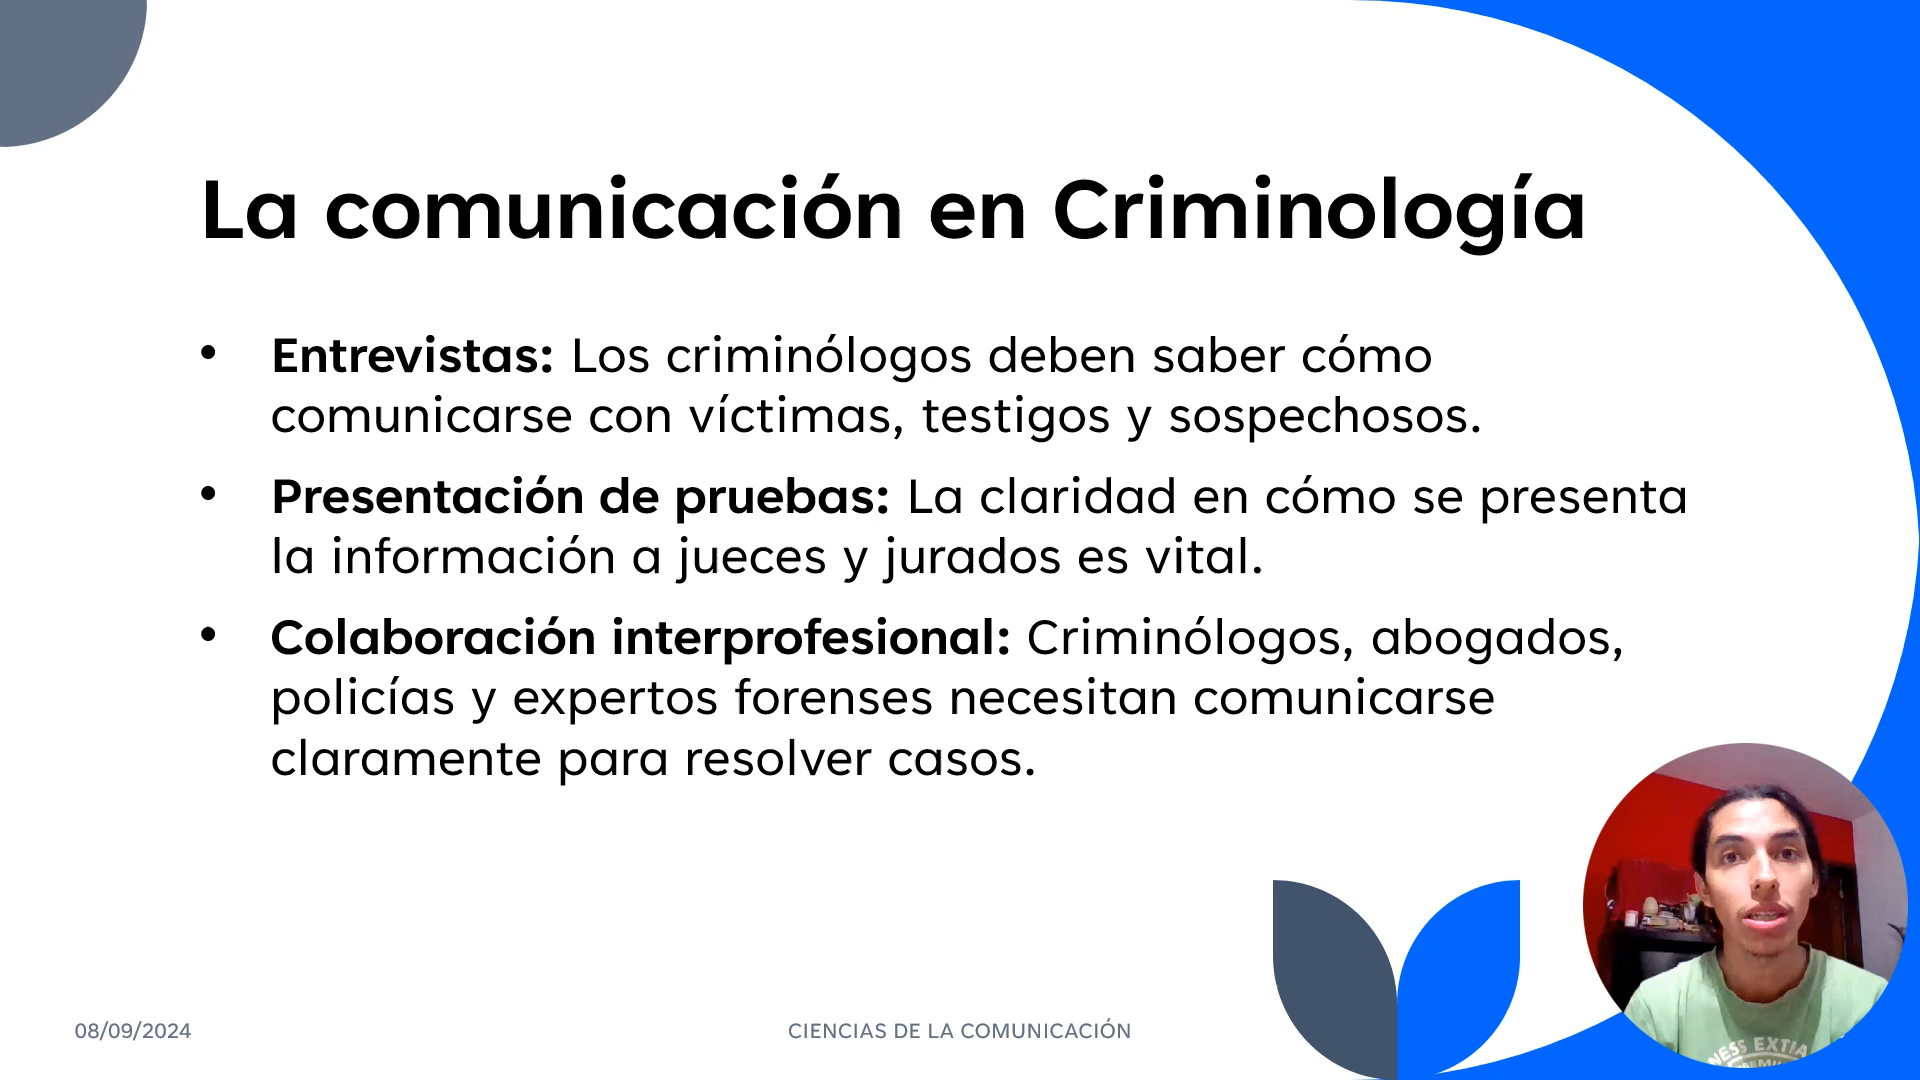 La comunicación en Criminología
• Entrevistas: Los criminólogos deben saber cómo
comunicarse con víctimas, testigos y sospechosos.
• Presentación de pruebas: La claridad en cómo se presenta
la información a jueces y jurados es vital.
• Colaboración interprofesional: Criminólogos, abogados,
policías y expertos forenses necesitan comunicarse
claramente para resolver casos.
08/09/2024
CIENCIAS DE LA COMUNICACIÓN